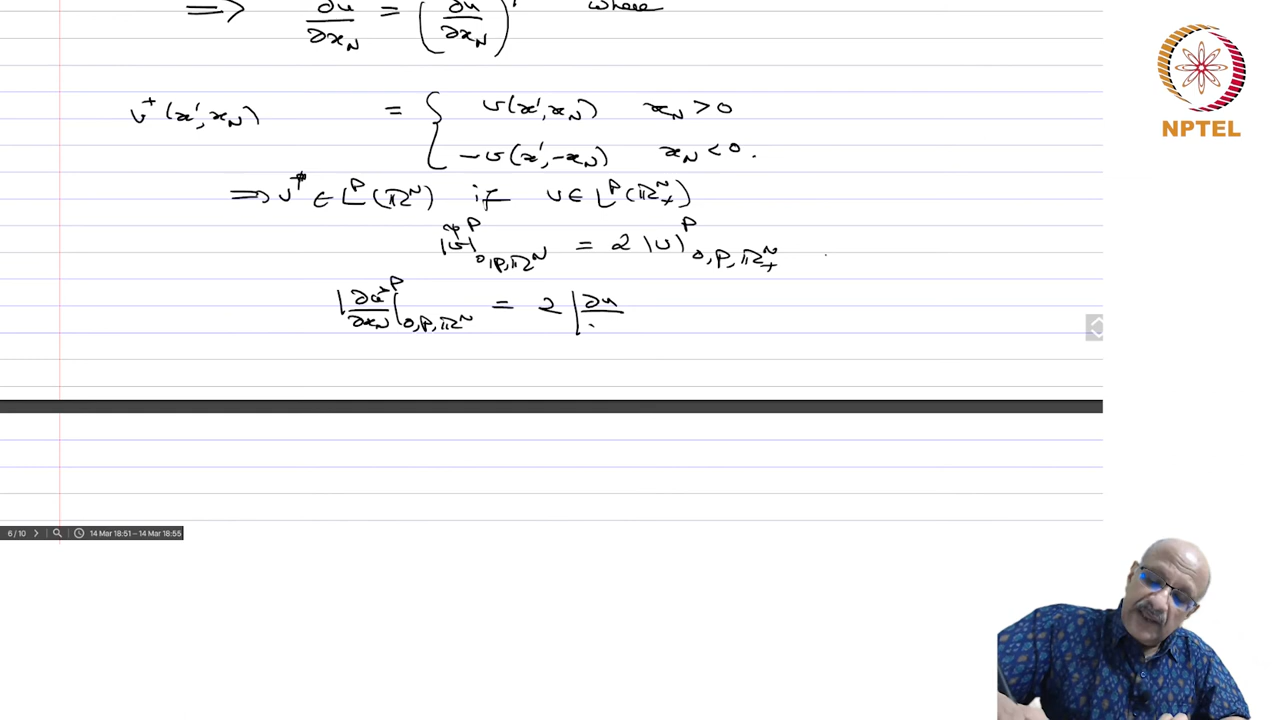 ⇒ ∂u/∂x_N = (∂u/∂x_N) where
v⁺(x', x_N) = { v(x', x_N) x_N > 0
−v(x', −x_N) x_N < 0.
⇒ v⁺ ∈ L^p(ℝ^N) if v ∈ L^p(ℝ^N_+)
|v|^p_{0,p,ℝ^N} = 2 |v|^p_{0,p,ℝ^N_+}
|∂u*/∂x_N|^p_{0,p,ℝ^N} = 2 |∂u
NPTEL
6 / 10 14 Mar 18:51 – 14 Mar 18:55